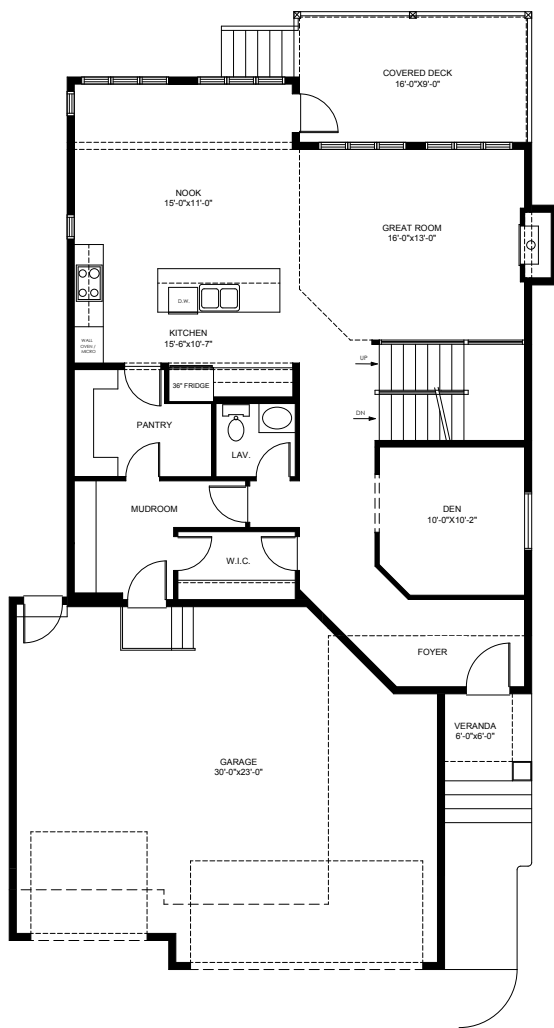 COVERED DECK
16'-0"X9'-0"
NOOK
15'-0"x11'-0"
GREAT ROOM
16'-0"x13'-0"
D.W.
KITCHEN
15'-6"x10'-7"
WALL
OVEN /
MICRO
UP
36" FRIDGE
DN
PANTRY
LAV.
MUDROOM
DEN
10'-0"X10'-2"
W.I.C.
FOYER
VERANDA
6'-0"x6'-0"
GARAGE
30'-0"x23'-0"